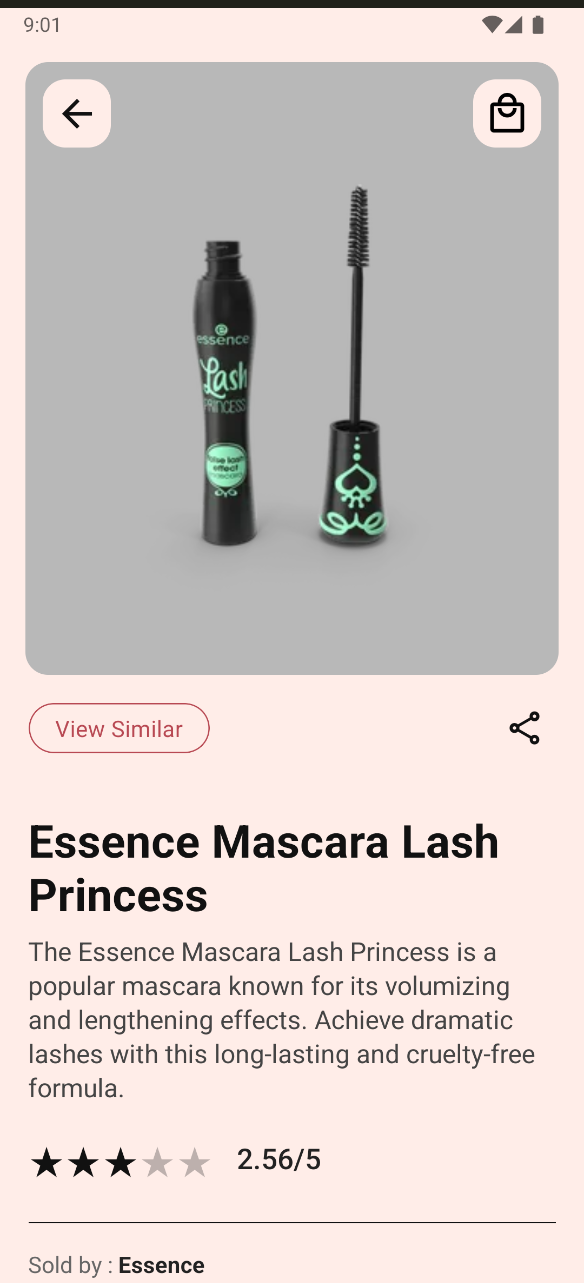 9:01
essence
Lash
PRINCESS
false lash
effect
mascara
View Similar
Essence Mascara Lash
Princess
The Essence Mascara Lash Princess is a
popular mascara known for its volumizing
and lengthening effects. Achieve dramatic
lashes with this long-lasting and cruelty-free
formula.
2.56/5
Sold by : Essence